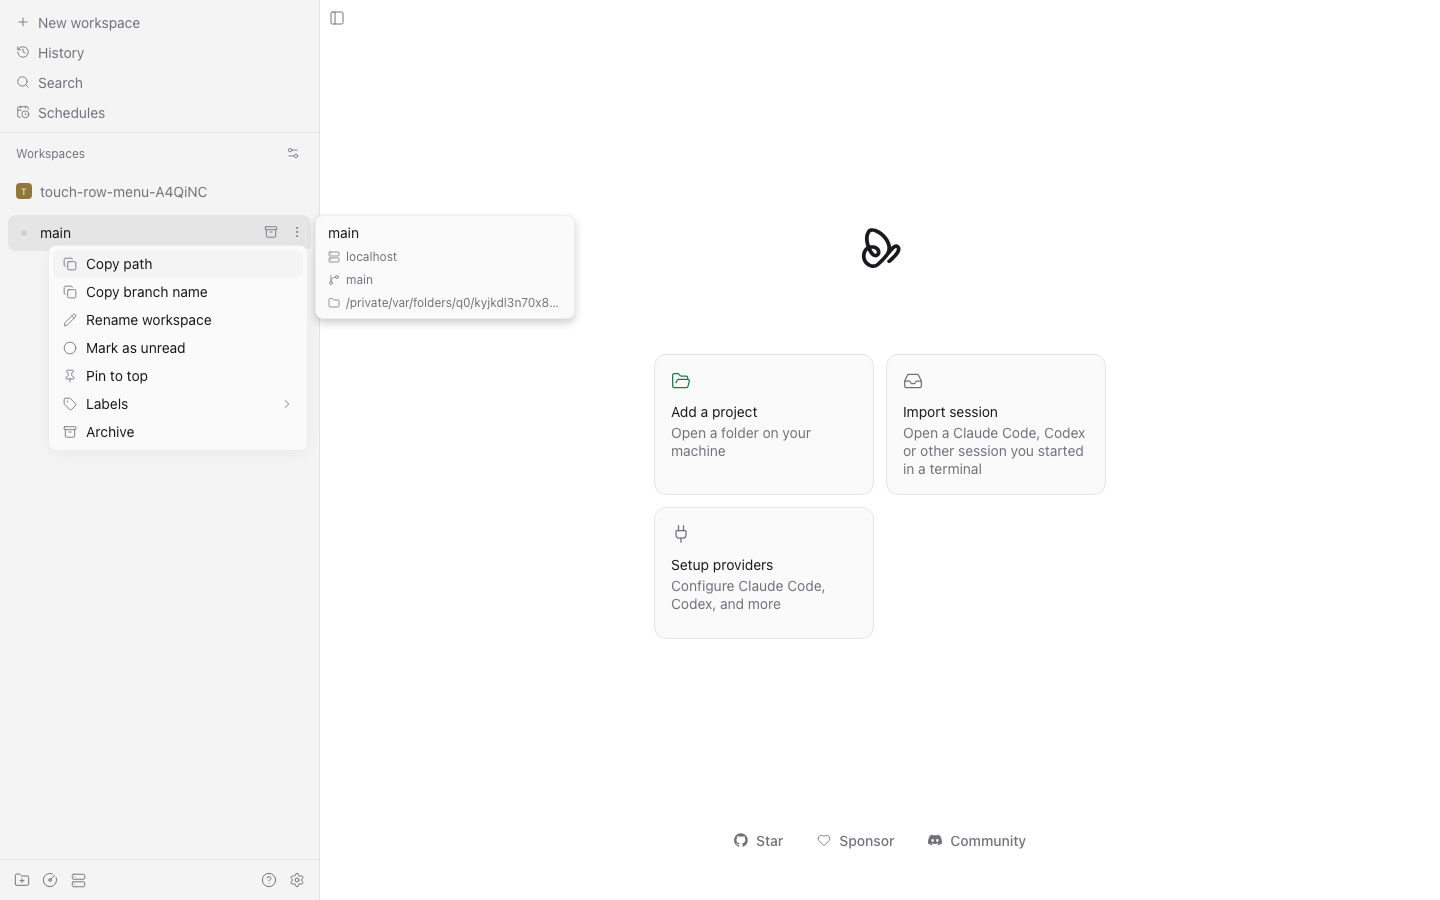 New workspace
History
Search
Schedules
Workspaces
T touch-row-menu-A4QiNC
main
Copy path
Copy branch name
Rename workspace
Mark as unread
Pin to top
Labels
Archive
main
localhost
main
/private/var/folders/q0/kyjkdl3n70x8...
Add a project
Open a folder on your
machine
Import session
Open a Claude Code, Codex
or other session you started
in a terminal
Setup providers
Configure Claude Code,
Codex, and more
Star
Sponsor
Community